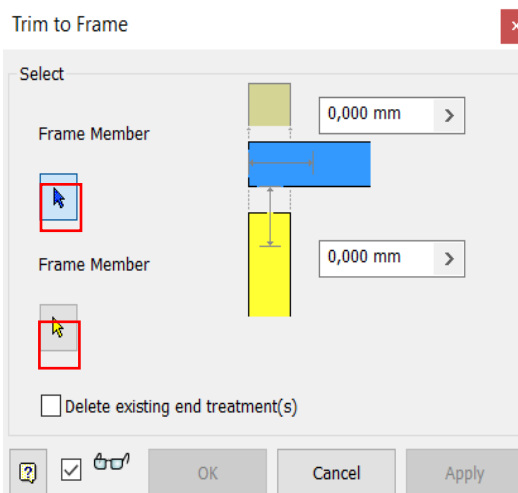 Trim to Frame
Select
0,000 mm
Frame Member
Frame Member
0,000 mm
Delete existing end treatment(s)
OK Cancel Apply